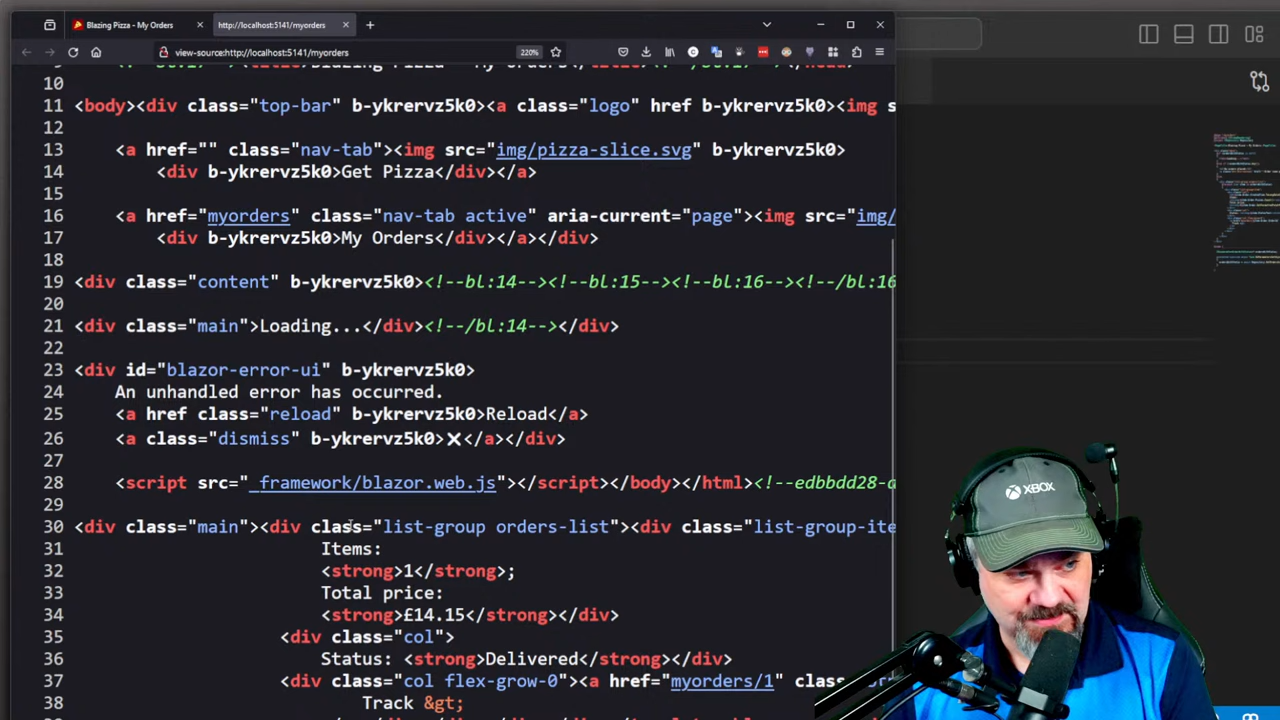 Blazing Pizza - My Orders
http://localhost:5141/myorders
view-source:http://localhost:5141/myorders
220%
10
11 <body><div class="top-bar" b-ykrervz5k0><a class="logo" href b-ykrervz5k0><img s
12
13 <a href="" class="nav-tab"><img src="img/pizza-slice.svg" b-ykrervz5k0>
14 <div b-ykrervz5k0>Get Pizza</div></a>
15
16 <a href="myorders" class="nav-tab active" aria-current="page"><img src="img/
17 <div b-ykrervz5k0>My Orders</div></a></div>
18
19 <div class="content" b-ykrervz5k0><!--bl:14--><!--bl:15--><!--bl:16--><!--/bl:16
20
21 <div class="main">Loading...</div><!--/bl:14--></div>
22
23 <div id="blazor-error-ui" b-ykrervz5k0>
24 An unhandled error has occurred.
25 <a href class="reload" b-ykrervz5k0>Reload</a>
26 <a class="dismiss" b-ykrervz5k0>🗙</a></div>
27
28 <script src="_framework/blazor.web.js"></script></body></html><!--edbbdd28-a
29
30 <div class="main"><div class="list-group orders-list"><div class="list-group-ite
31 Items:
32 <strong>1</strong>;
33 Total price:
34 <strong>£14.15</strong></div>
35 <div class="col">
36 Status: <strong>Delivered</strong></div>
37 <div class="col flex-grow-0"><a href="myorders/1"
38 Track &gt;
XBOX